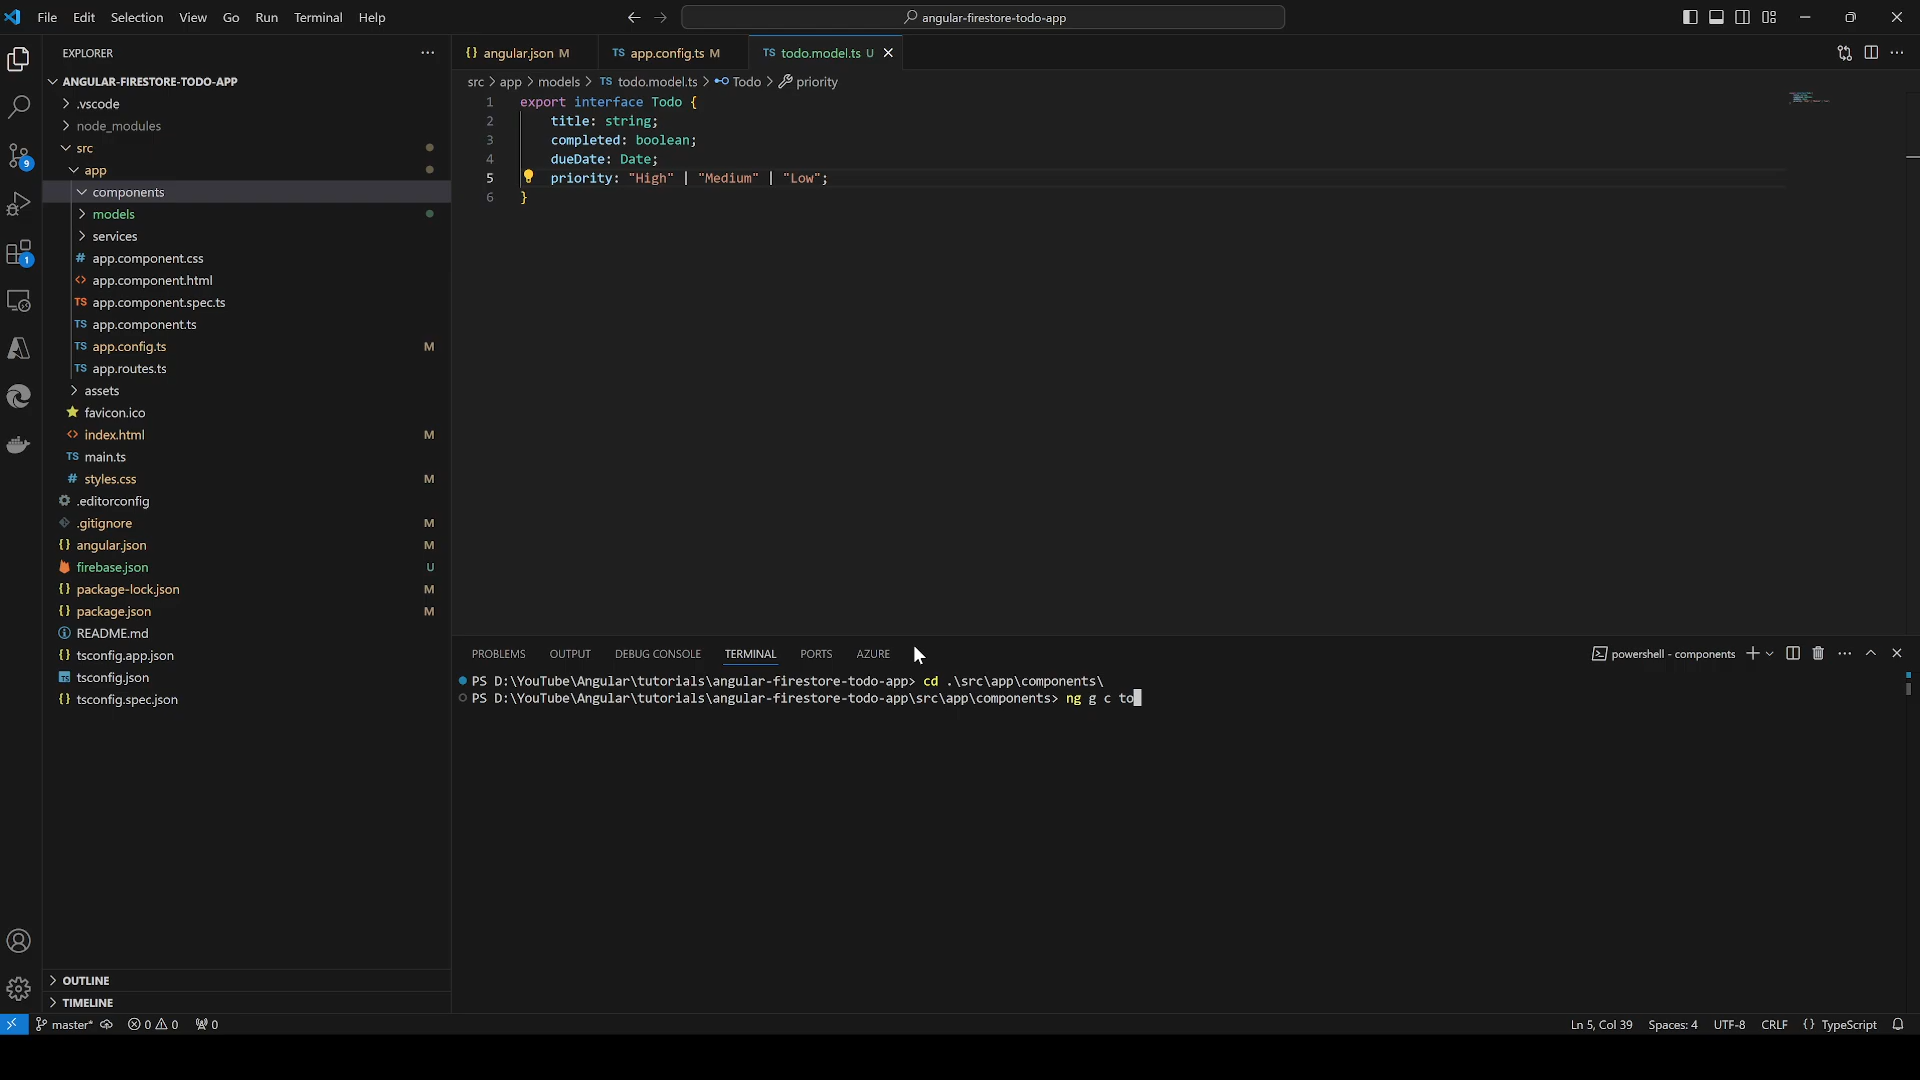 File Edit Selection View Go Run Terminal Help
angular-firestore-todo-app
EXPLORER
ANGULAR-FIRESTORE-TODO-APP
.vscode
node_modules
src
app
components
models
services
# app.component.css
<> app.component.html
TS app.component.spec.ts
TS app.component.ts
TS app.config.ts M
TS app.routes.ts
assets
favicon.ico
<> index.html M
TS main.ts
# styles.css M
.editorconfig
.gitignore M
{} angular.json M
firebase.json U
{} package-lock.json M
{} package.json M
README.md
{} tsconfig.app.json
TS tsconfig.json
{} tsconfig.spec.json
OUTLINE
TIMELINE
9
1
{} angular.json M
TS app.config.ts M
TS todo.model.ts U
src > app > models > TS todo.model.ts > Todo > priority
1 export interface Todo {
2 title: string;
3 completed: boolean;
4 dueDate: Date;
5 priority: "High" | "Medium" | "Low";
6 }
PROBLEMS OUTPUT DEBUG CONSOLE TERMINAL PORTS AZURE
powershell - components
PS D:\YouTube\Angular\tutorials\angular-firestore-todo-app> cd .\src\app\components\
PS D:\YouTube\Angular\tutorials\angular-firestore-todo-app\src\app\components> ng g c to
master* 0 0 0
Ln 5, Col 39 Spaces: 4 UTF-8 CRLF {} TypeScript